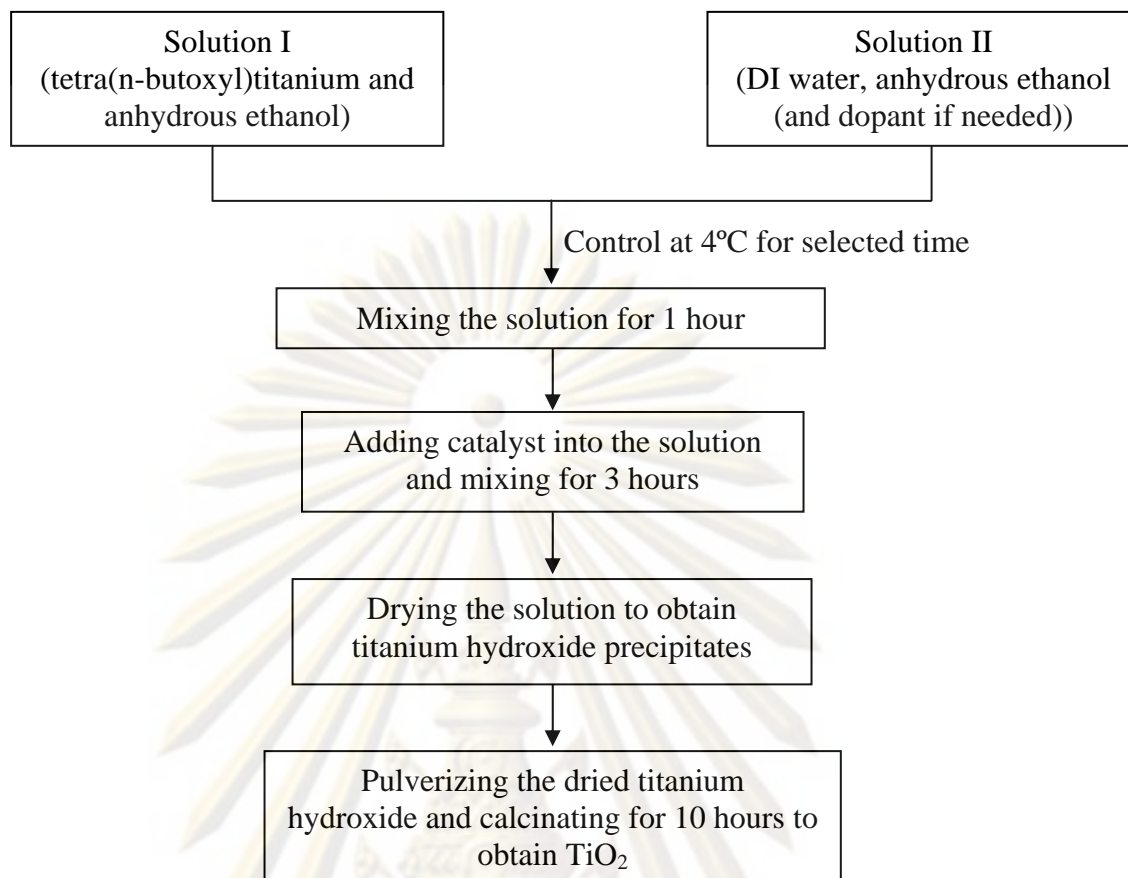 Solution I
(tetra(n-butoxyl)titanium and
anhydrous ethanol)
Solution II
(DI water, anhydrous ethanol
(and dopant if needed))
Control at 4ºC for selected time
Mixing the solution for 1 hour
Adding catalyst into the solution
and mixing for 3 hours
Drying the solution to obtain
titanium hydroxide precipitates
Pulverizing the dried titanium
hydroxide and calcinating for 10 hours to
obtain TiO₂